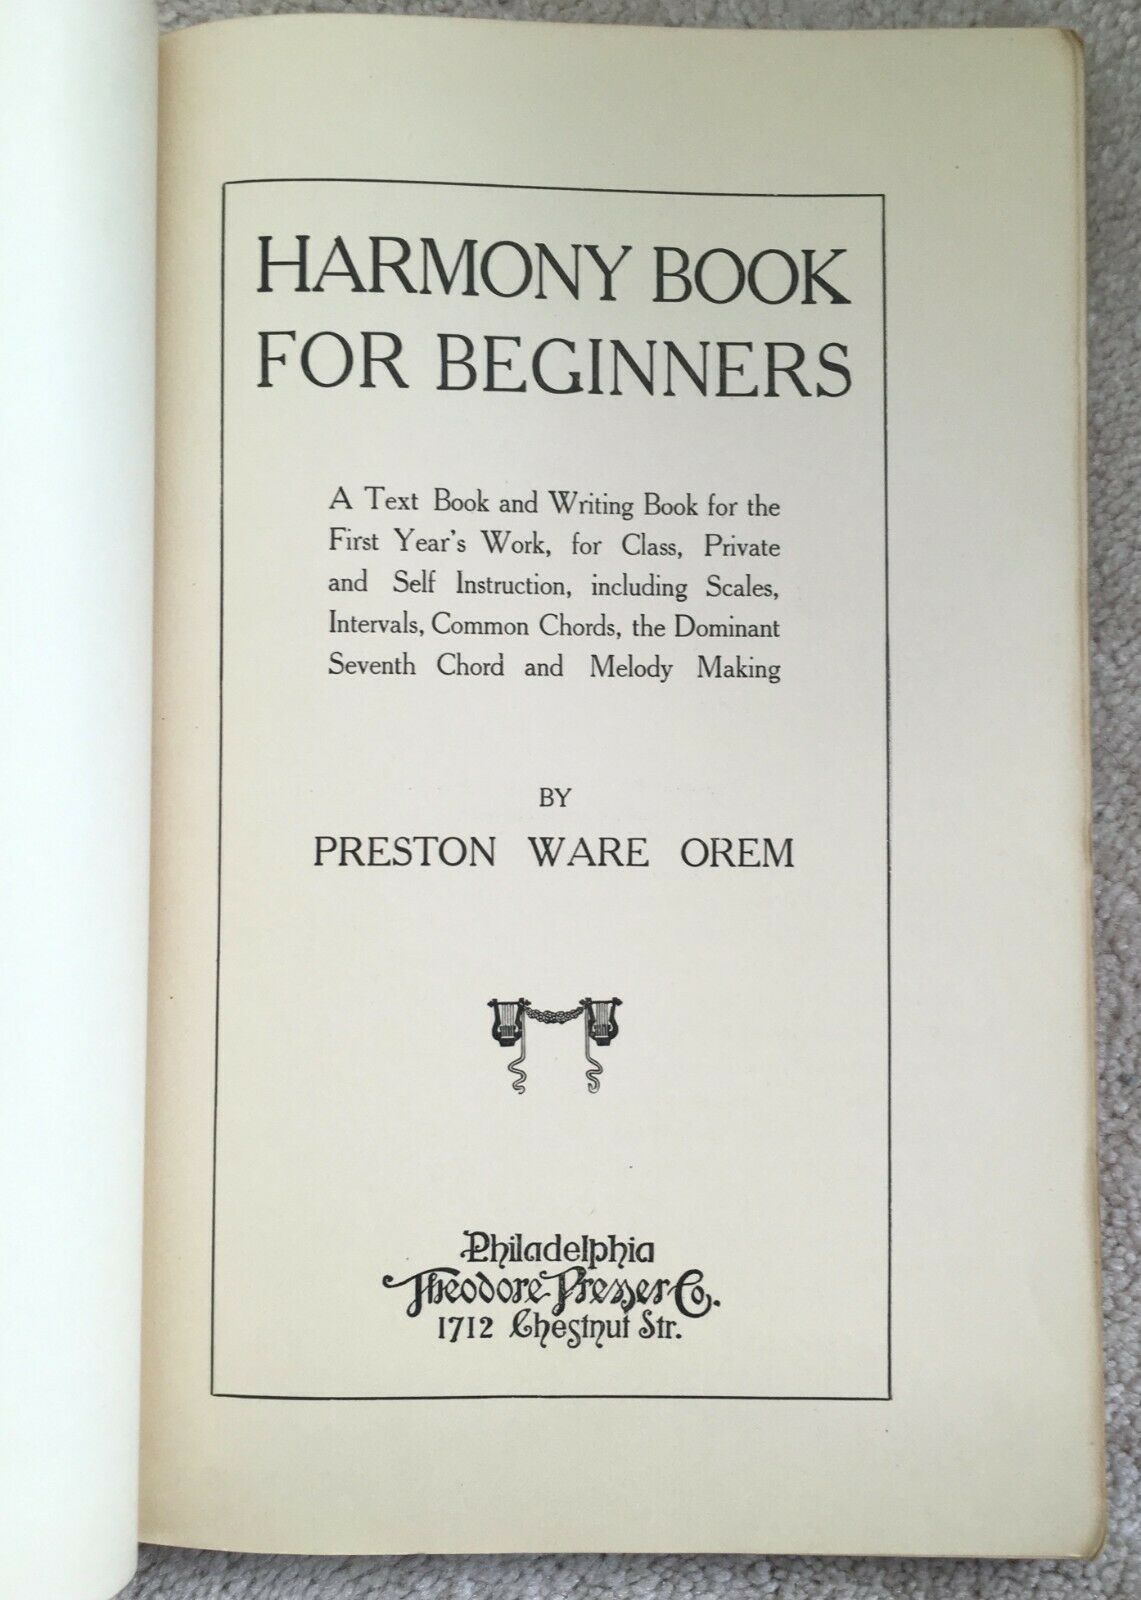 HARMONY BOOK
FOR BEGINNERS
A Text Book and Writing Book for the
First Year's Work, for Class, Private
and Self Instruction, including Scales,
Intervals, Common Chords, the Dominant
Seventh Chord and Melody Making
BY
PRESTON WARE OREM
Philadelphia
Theodore Presser Co.
1712 Chestnut Str.